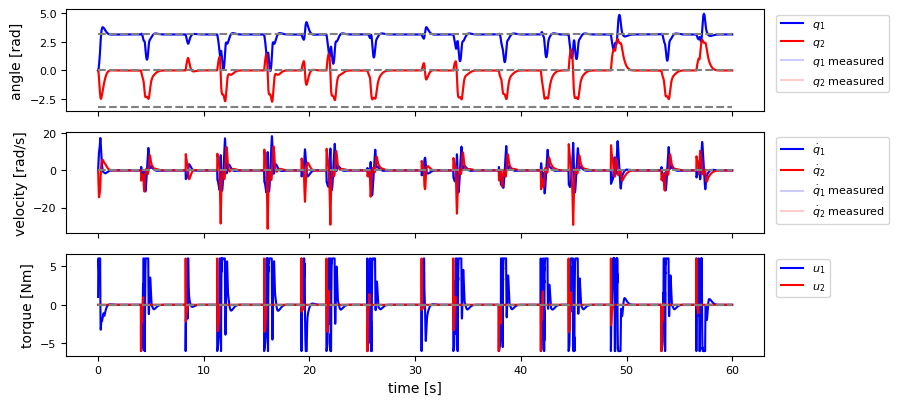 angle [rad]
5.0
2.5
0.0
−2.5
q₁
q₂
q₁ measured
q₂ measured
velocity [rad/s]
20
0
−20
q̇₁
q̇₂
q̇₁ measured
q̇₂ measured
torque [Nm]
5
0
−5
u₁
u₂
0 10 20 30 40 50 60
time [s]